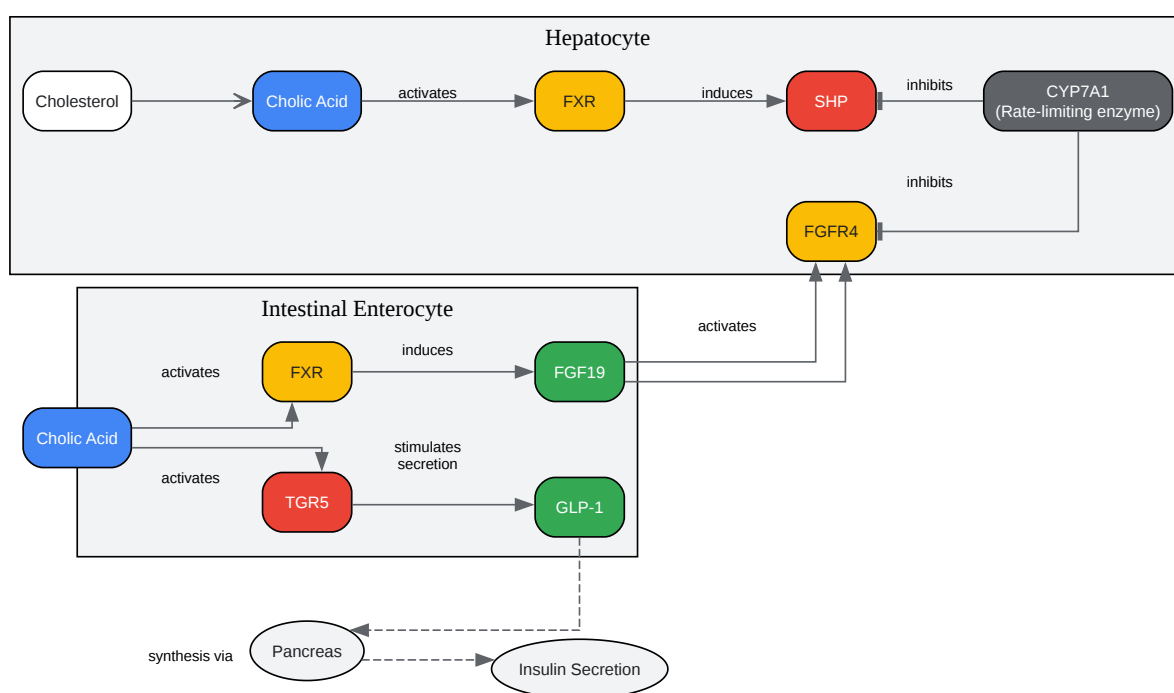 Hepatocyte
Cholesterol
Cholic Acid
activates
FXR
induces
SHP
inhibits
CYP7A1
(Rate-limiting enzyme)
inhibits
FGFR4
Intestinal Enterocyte
activates
activates
FXR
induces
FGF19
Cholic Acid
activates
stimulates
secretion
TGR5
GLP-1
synthesis via
Pancreas
Insulin Secretion